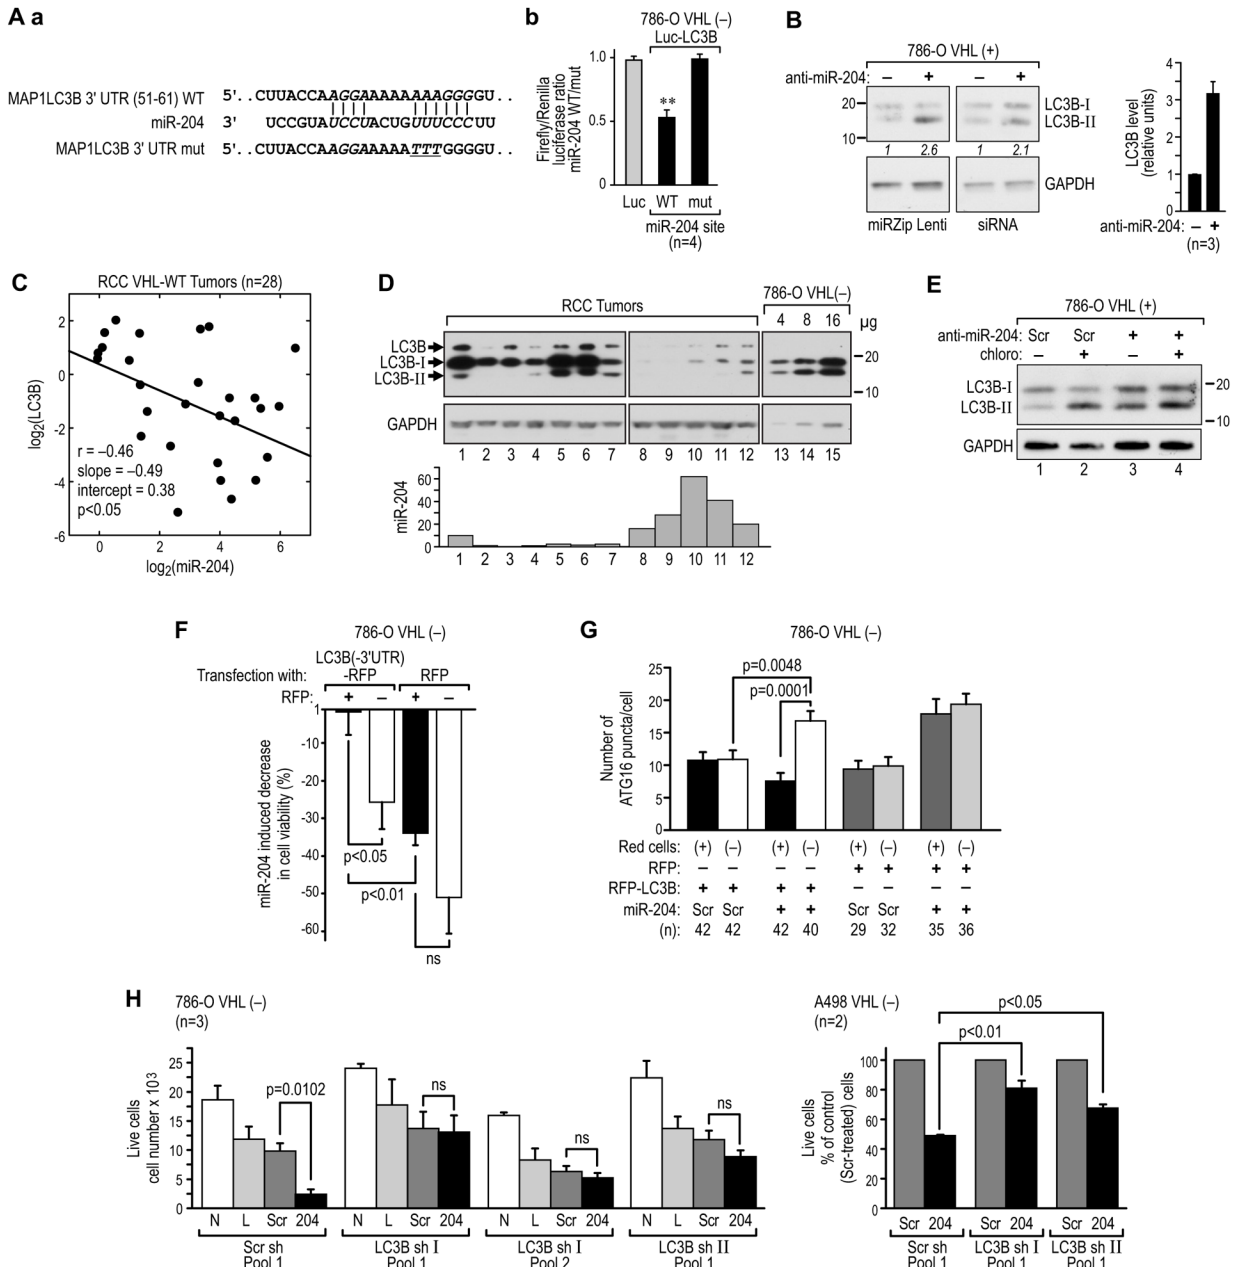 A a
MAP1LC3B 3' UTR (51-61) WT 5'.. CUUACCAAGGAAAAAAAAAGGGGU..
miR-204 3' UCCGUAUCCUACUGUUUCCCUU
MAP1LC3B 3' UTR mut 5'.. CUUACCAAGGAAAAATTTGGGGU..
b
786-O VHL (–)
Luc-LC3B
Firefly/Renilla
luciferase ratio
miR-204 WT/mut
1.0
0.5
0
**
Luc WT mut
miR-204 site
(n=4)
B
786-O VHL (+)
anti-miR-204: – + – +
20
10
LC3B-I
LC3B-II
1 2.6 1 2.1
GAPDH
miRZip Lenti siRNA
LC3B level
(relative units)
4
3
2
1
0
anti-miR-204: – +
(n=3)
C
RCC VHL-WT Tumors (n=28)
log2(LC3B)
2
0
-2
-4
-6
r = –0.46
slope = –0.49
intercept = 0.38
p<0.05
0 2 4 6
log2(miR-204)
D
RCC Tumors
786-O VHL(–)
4 8 16 µg
LC3B
LC3B-I
LC3B-II
20
10
GAPDH
1 2 3 4 5 6 7 8 9 10 11 12 13 14 15
miR-204
60
40
20
0
1 2 3 4 5 6 7 8 9 10 11 12
E
786-O VHL (+)
anti-miR-204: Scr Scr + +
chloro: – + – +
LC3B-I
LC3B-II
20
10
GAPDH
1 2 3 4
F
786-O VHL (–)
LC3B(-3'UTR)
Transfection with: -RFP RFP
RFP: + – + –
miR-204 induced decrease
in cell viability (%)
1
-10
-20
-30
-40
-50
-60
p<0.05
p<0.01
ns
G
786-O VHL (–)
Number of
ATG16 puncta/cell
25
20
15
10
5
0
p=0.0048
p=0.0001
Red cells: (+) (–) (+) (–) (+) (–) (+) (–)
RFP: – – – – + + + +
RFP-LC3B: + + + + – – – –
miR-204: Scr Scr + + Scr Scr + +
(n): 42 42 42 40 29 32 35 36
H
786-O VHL (–)
(n=3)
Live cells
cell number x 103
25
20
15
10
5
0
p=0.0102
ns
ns
ns
N L Scr 204 N L Scr 204 N L Scr 204 N L Scr 204
Scr sh LC3B sh I LC3B sh I LC3B sh II
Pool 1 Pool 1 Pool 2 Pool 1
A498 VHL (–)
(n=2)
p<0.05
p<0.01
Live cells
% of control
(Scr-treated) cells
100
80
60
40
20
0
Scr 204 Scr 204 Scr 204
Scr sh LC3B sh I LC3B sh II
Pool 1 Pool 1 Pool 1